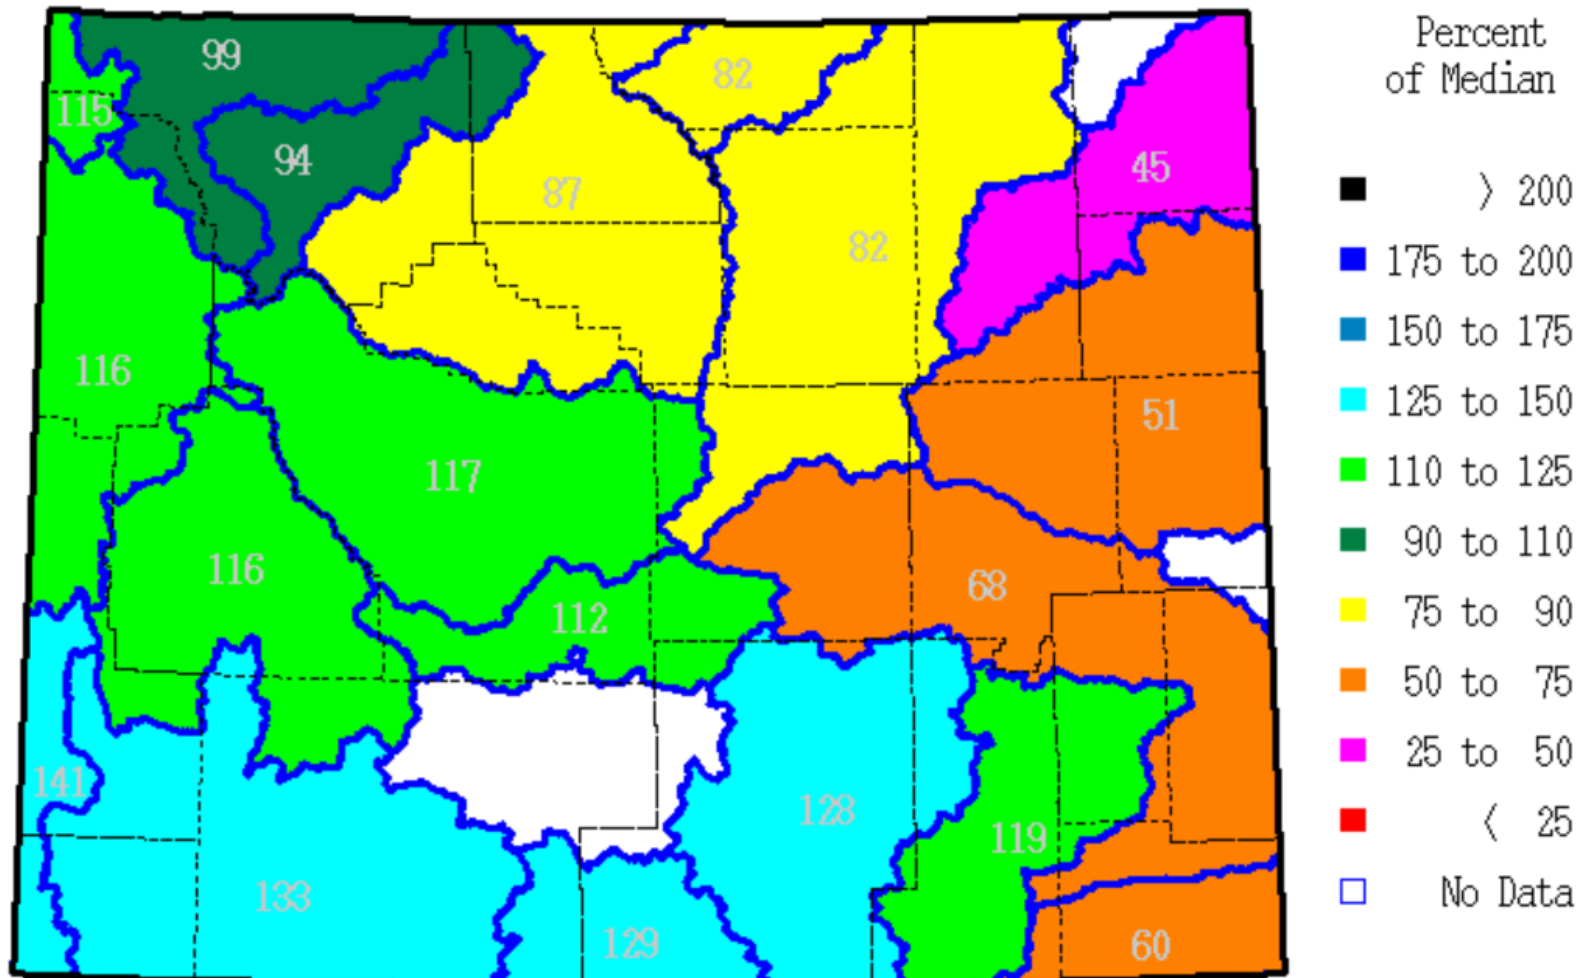 99
82
115
94
45
87
82
116
51
117
116
68
112
141
128
119
133
129
60
Percent
of Median
> 200
175 to 200
150 to 175
125 to 150
110 to 125
90 to 110
75 to 90
50 to 75
25 to 50
< 25
No Data